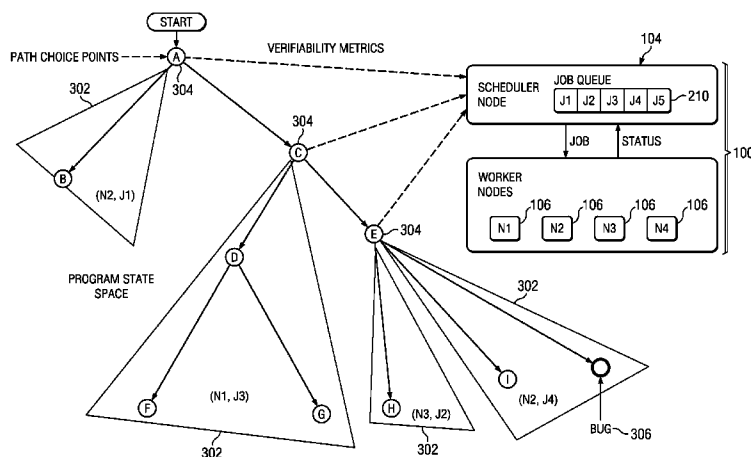 START
PATH CHOICE POINTS
A
VERIFIABILITY METRICS
104
302
304
SCHEDULER NODE
JOB QUEUE
J1 J2 J3 J4 J5
210
304
C
JOB
STATUS
100
B
(N2, J1)
WORKER NODES
106 106 106 106
N1 N2 N3 N4
E
304
D
PROGRAM STATE SPACE
302
F
(N1, J3)
G
H
(N3, J2)
I
(N2, J4)
302
302
BUG
306